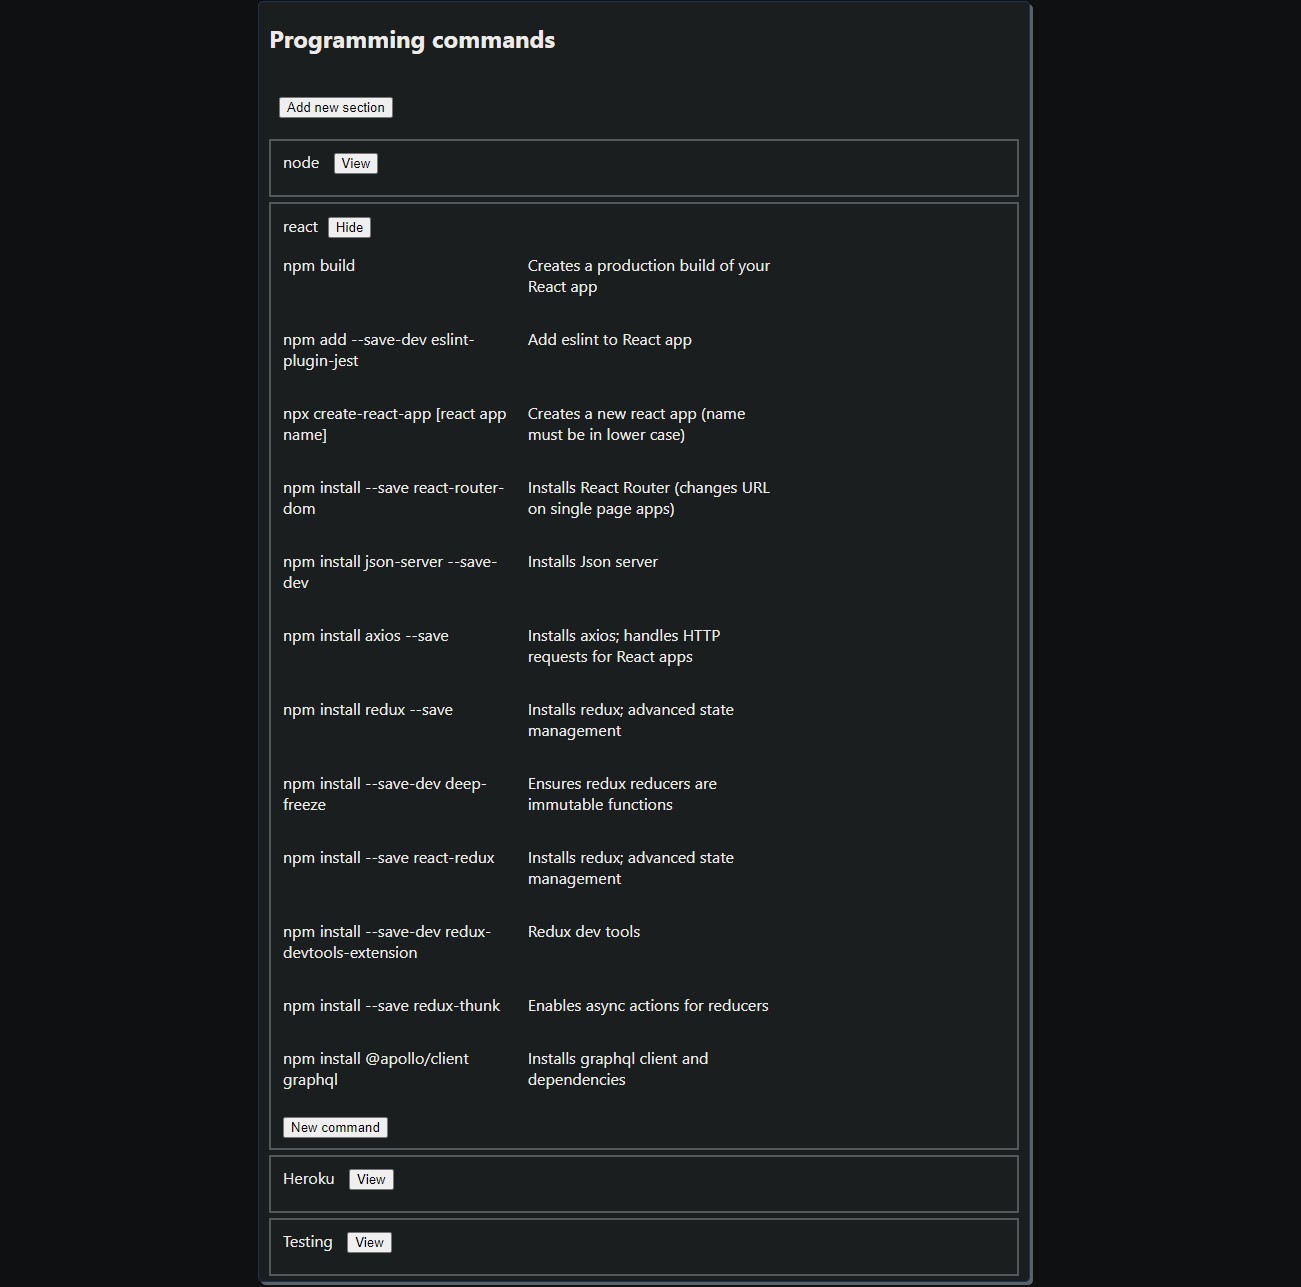 Programming commands
Add new section
node View
react Hide
npm build
Creates a production build of your
React app
npm add --save-dev eslint-
plugin-jest
Add eslint to React app
npx create-react-app [react app
name]
Creates a new react app (name
must be in lower case)
npm install --save react-router-
dom
Installs React Router (changes URL
on single page apps)
npm install json-server --save-
dev
Installs Json server
npm install axios --save
Installs axios; handles HTTP
requests for React apps
npm install redux --save
Installs redux; advanced state
management
npm install --save-dev deep-
freeze
Ensures redux reducers are
immutable functions
npm install --save react-redux
Installs redux; advanced state
management
npm install --save-dev redux-
devtools-extension
Redux dev tools
npm install --save redux-thunk
Enables async actions for reducers
npm install @apollo/client
graphql
Installs graphql client and
dependencies
New command
Heroku View
Testing View